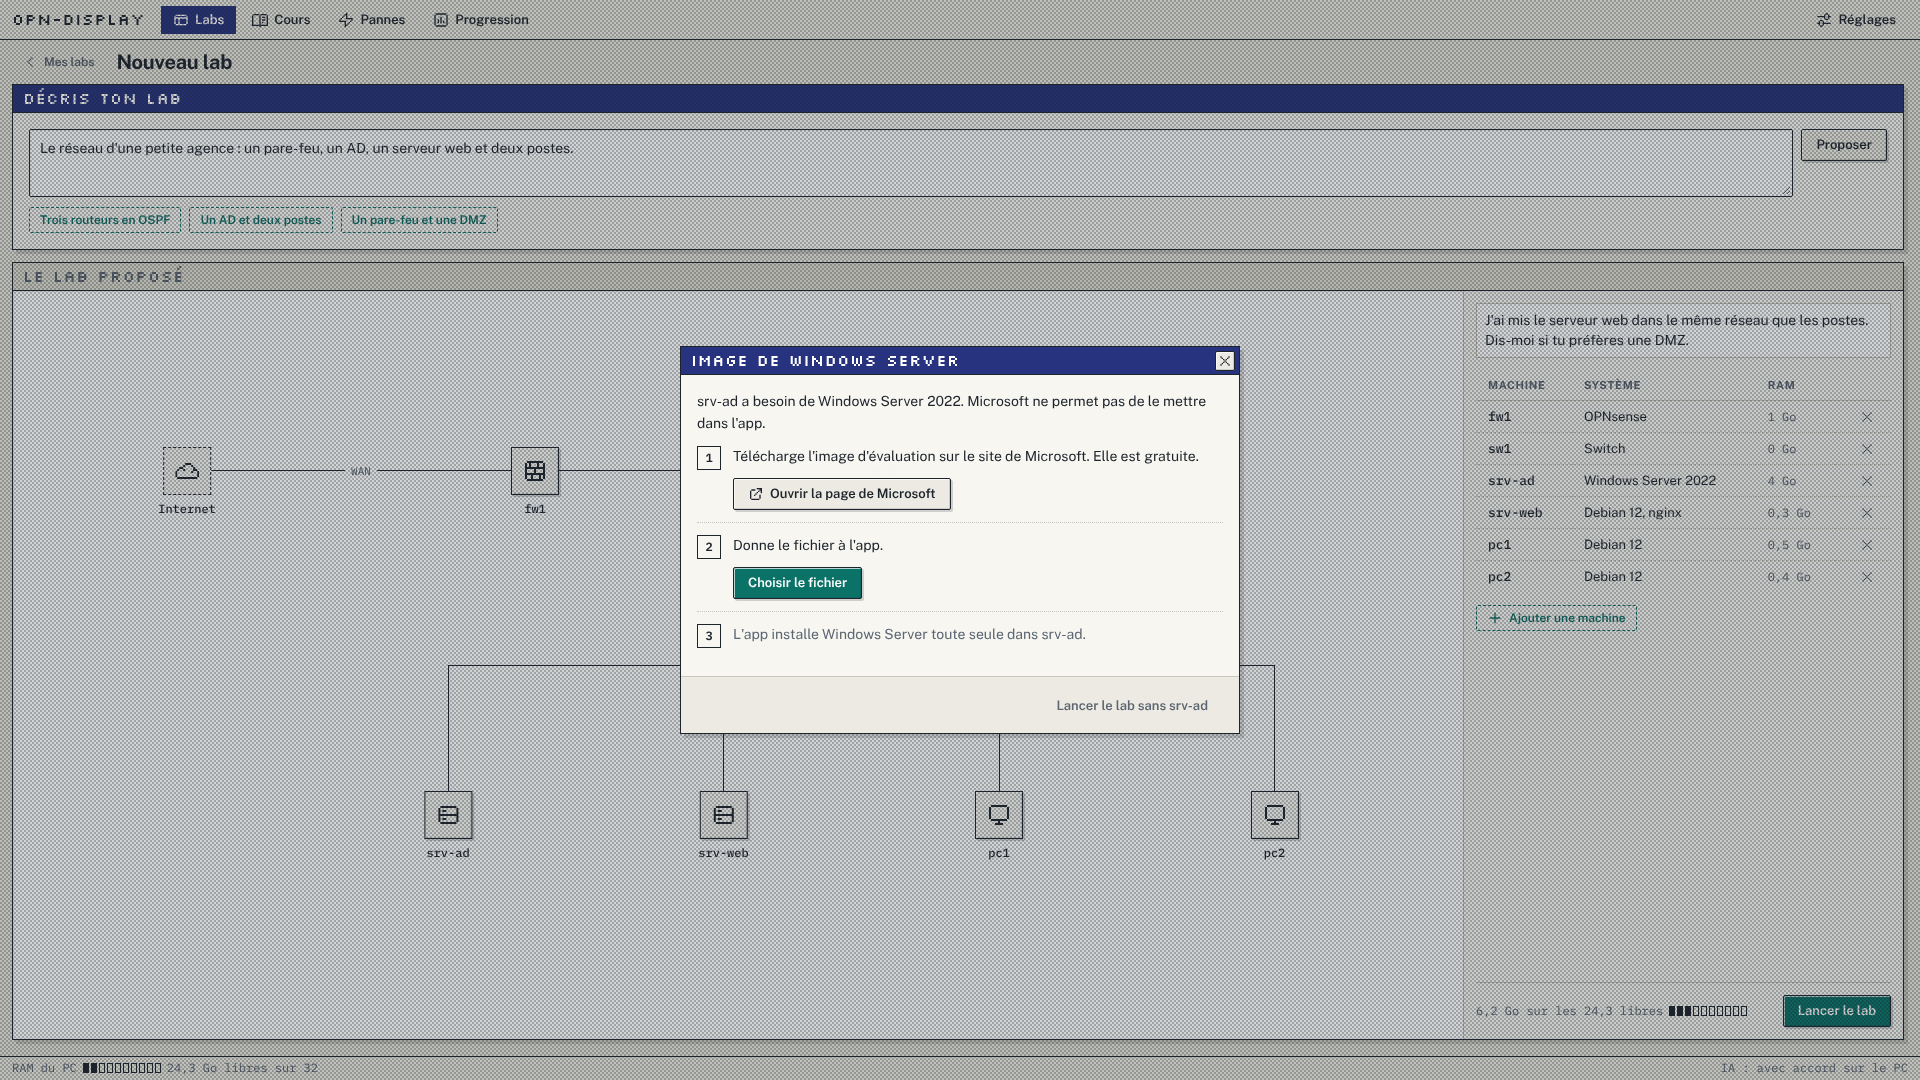 OPN-DISPLAY
Labs
Cours
Pannes
Progression
Réglages
Mes labs
Nouveau lab
DÉCRIS TON LAB
Le réseau d'une petite agence : un pare-feu, un AD, un serveur web et deux postes.
Proposer
Trois routeurs en OSPF
Un AD et deux postes
Un pare-feu et une DMZ
LE LAB PROPOSÉ
Internet
WAN
fw1
srv-ad
srv-web
pc1
pc2
IMAGE DE WINDOWS SERVER
srv-ad a besoin de Windows Server 2022. Microsoft ne permet pas de le mettre
dans l'app.
1 Télécharge l'image d'évaluation sur le site de Microsoft. Elle est gratuite.
Ouvrir la page de Microsoft
2 Donne le fichier à l'app.
Choisir le fichier
3 L'app installe Windows Server toute seule dans srv-ad.
Lancer le lab sans srv-ad
J'ai mis le serveur web dans le même réseau que les postes.
Dis-moi si tu préfères une DMZ.
MACHINE SYSTÈME RAM
fw1 OPNsense 1 Go
sw1 Switch 0 Go
srv-ad Windows Server 2022 4 Go
srv-web Debian 12, nginx 0,3 Go
pc1 Debian 12 0,5 Go
pc2 Debian 12 0,4 Go
Ajouter une machine
6,2 Go sur les 24,3 libres
Lancer le lab
RAM du PC
24,3 Go libres sur 32
IA : avec accord sur le PC